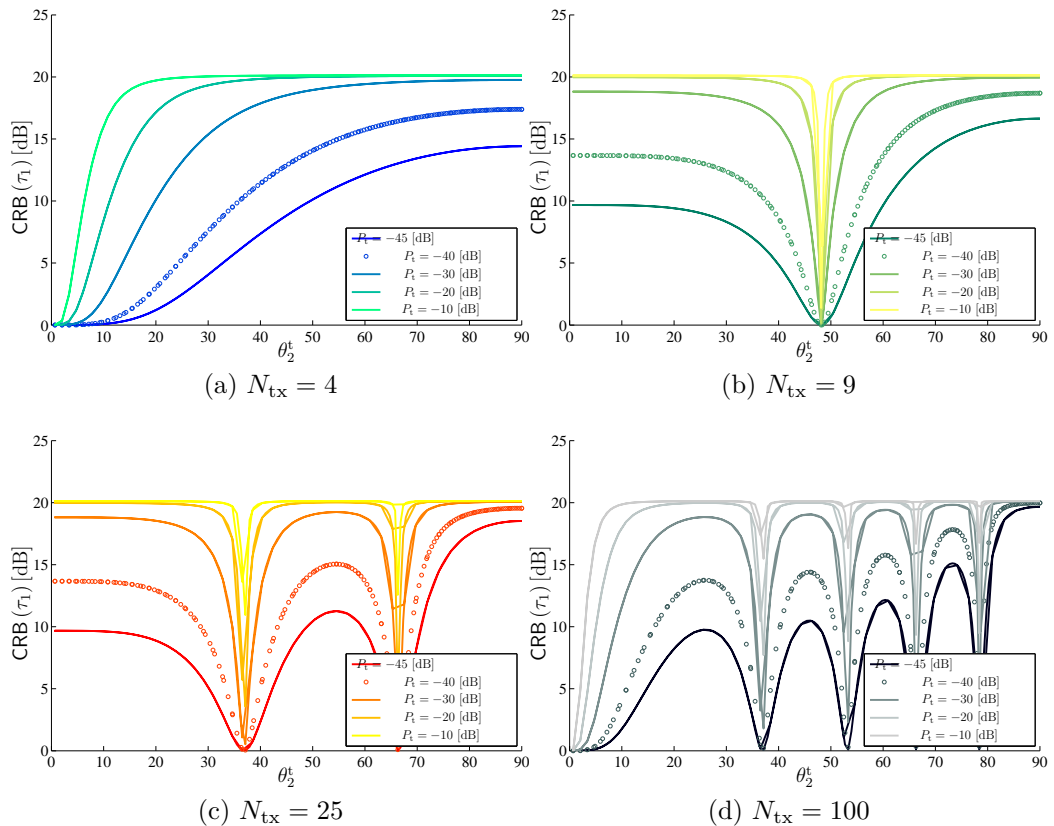 25
20
15
10
5
0
CRB (τ₁) [dB]
0 10 20 30 40 50 60 70 80 90
θ₂ᵗ
Pₜ = −45 [dB]
Pₜ = −40 [dB]
Pₜ = −30 [dB]
Pₜ = −20 [dB]
Pₜ = −10 [dB]
(a) N_tx = 4
25
20
15
10
5
0
CRB (τ₁) [dB]
0 10 20 30 40 50 60 70 80 90
θ₂ᵗ
Pₜ = −45 [dB]
Pₜ = −40 [dB]
Pₜ = −30 [dB]
Pₜ = −20 [dB]
Pₜ = −10 [dB]
(b) N_tx = 9
25
20
15
10
5
0
CRB (τ₁) [dB]
0 10 20 30 40 50 60 70 80 90
θ₂ᵗ
Pₜ = −45 [dB]
Pₜ = −40 [dB]
Pₜ = −30 [dB]
Pₜ = −20 [dB]
Pₜ = −10 [dB]
(c) N_tx = 25
25
20
15
10
5
0
CRB (τ₁) [dB]
0 10 20 30 40 50 60 70 80 90
θ₂ᵗ
Pₜ = −45 [dB]
Pₜ = −40 [dB]
Pₜ = −30 [dB]
Pₜ = −20 [dB]
Pₜ = −10 [dB]
(d) N_tx = 100